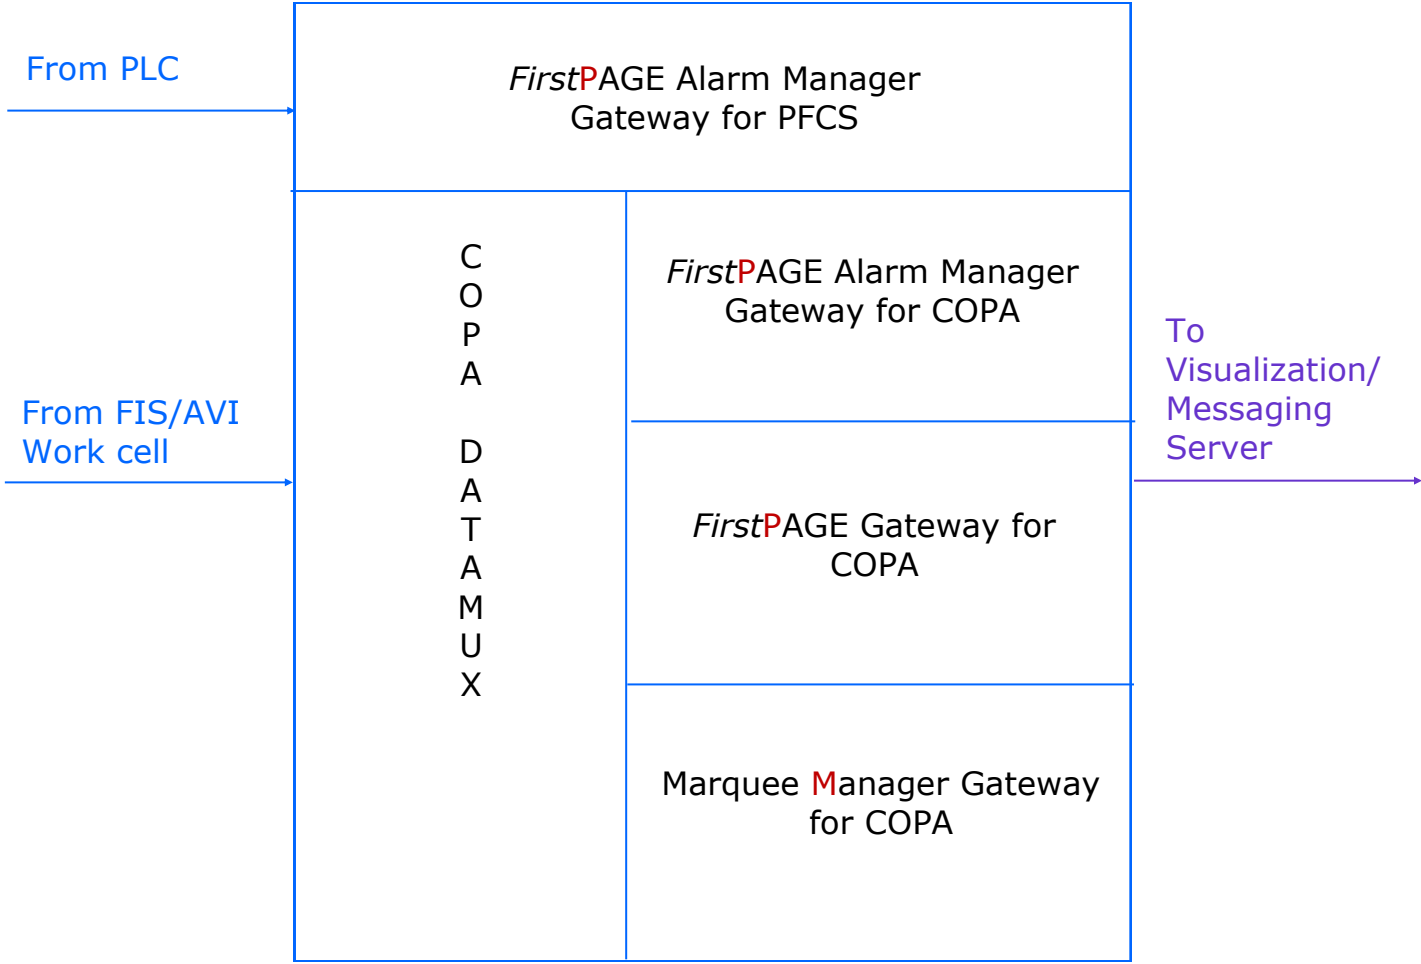 From PLC
FirstPAGE Alarm Manager
Gateway for PFCS
C
O
P
A
D
A
T
A
M
U
X
FirstPAGE Alarm Manager
Gateway for COPA
From FIS/AVI
Work cell
FirstPAGE Gateway for
COPA
Marquee Manager Gateway
for COPA
To
Visualization/
Messaging
Server